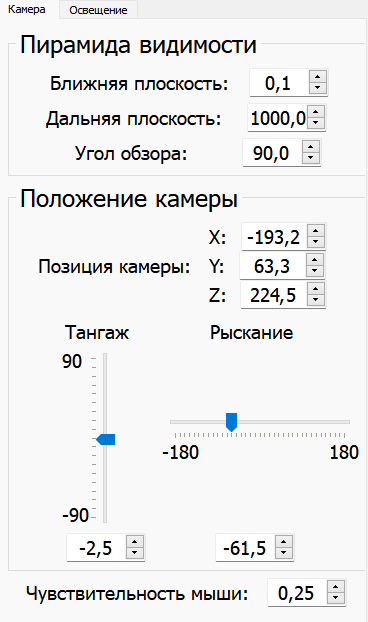 Камера Освещение
Пирамида видимости
Ближняя плоскость: 0,1
Дальняя плоскость: 1000,0
Угол обзора: 90,0
Положение камеры
X: -193,2
Позиция камеры: Y: 63,3
Z: 224,5
Тангаж Рыскание
90
-180 180
-90
-2,5 -61,5
Чувствительность мыши: 0,25